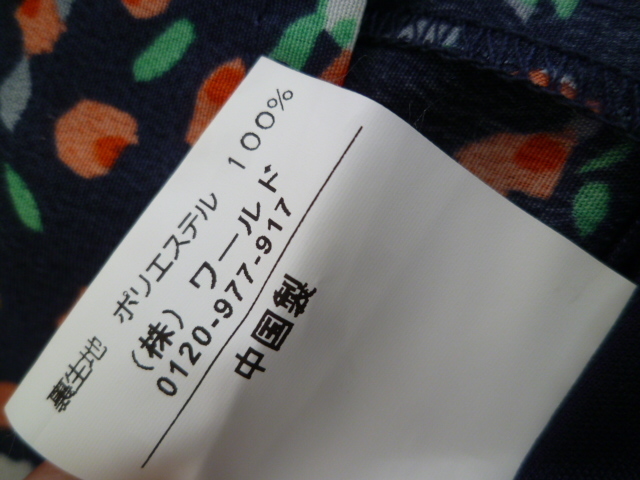 裏生地 ポリエステル 100%
（株）ワールド
0120-977-917
中国製